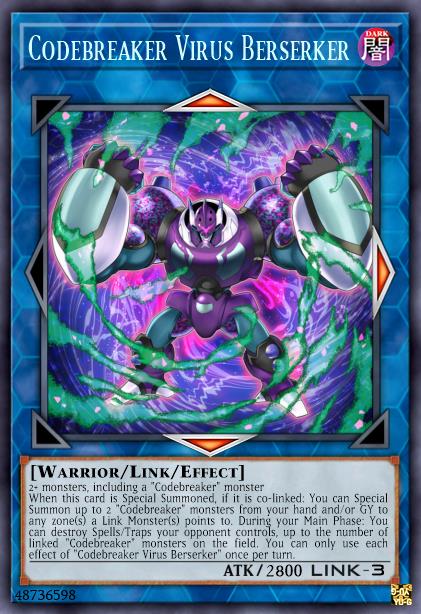 CODEBREAKER VIRUS BERSERKER
DARK
闇
[WARRIOR/LINK/EFFECT]
2+ monsters, including a "Codebreaker" monster
When this card is Special Summoned, if it is co-linked: You can Special
Summon up to 2 "Codebreaker" monsters from your hand and/or GY to
any zone(s) a Link Monster(s) points to. During your Main Phase: You
can destroy Spells/Traps your opponent controls, up to the number of
linked "Codebreaker" monsters on the field. You can only use each
effect of "Codebreaker Virus Berserker" once per turn.
ATK/2800 LINK-3
48736598